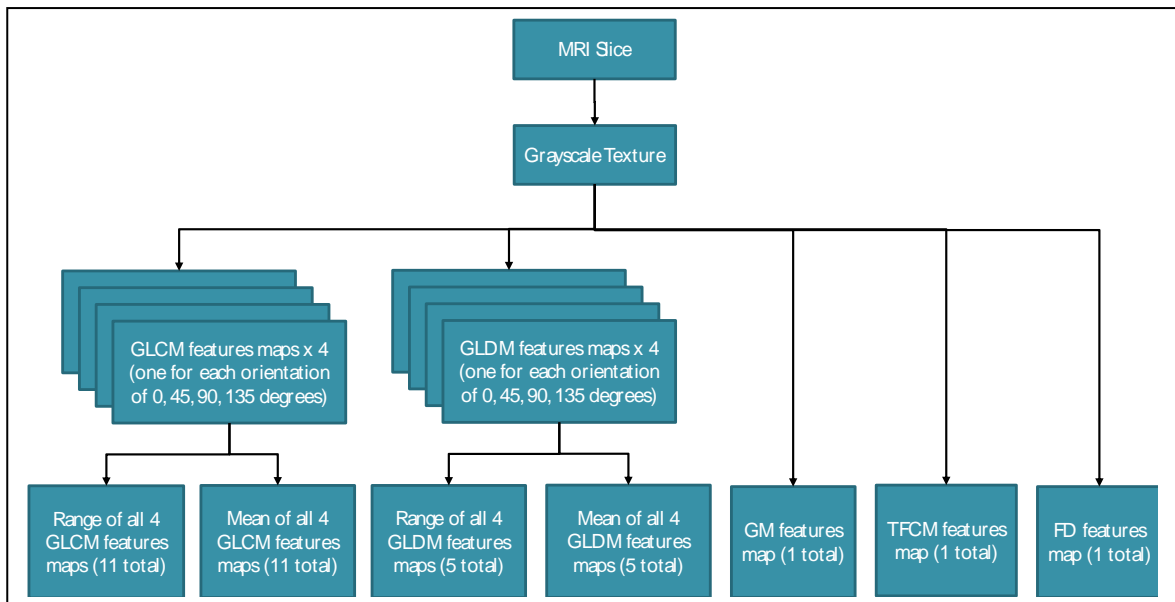 MRI Slice
Grayscale Texture
GLCM features maps x 4
(one for each orientation
of 0, 45, 90, 135 degrees)
GLDM features maps x 4
(one for each orientation
of 0, 45, 90, 135 degrees)
Range of all 4
GLCM features
maps (11 total)
Mean of all 4
GLCM features
maps (11 total)
Range of all 4
GLDM features
maps (5 total)
Mean of all 4
GLDM features
maps (5 total)
GM features
map (1 total)
TFCM features
map (1 total)
FD features
map (1 total)